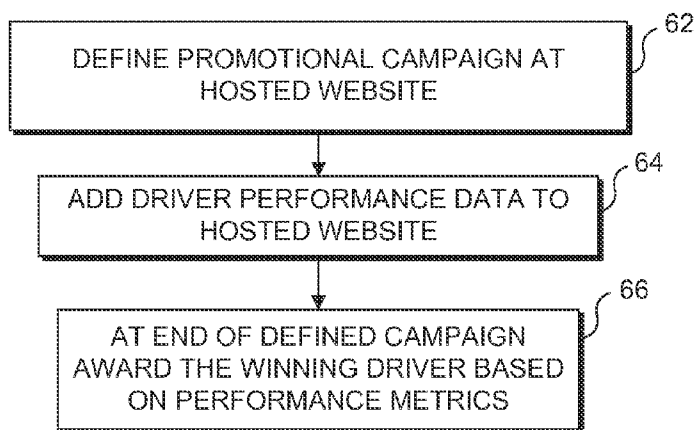 DEFINE PROMOTIONAL CAMPAIGN AT
HOSTED WEBSITE
62
ADD DRIVER PERFORMANCE DATA TO
HOSTED WEBSITE
64
AT END OF DEFINED CAMPAIGN
AWARD THE WINNING DRIVER BASED
ON PERFORMANCE METRICS
66